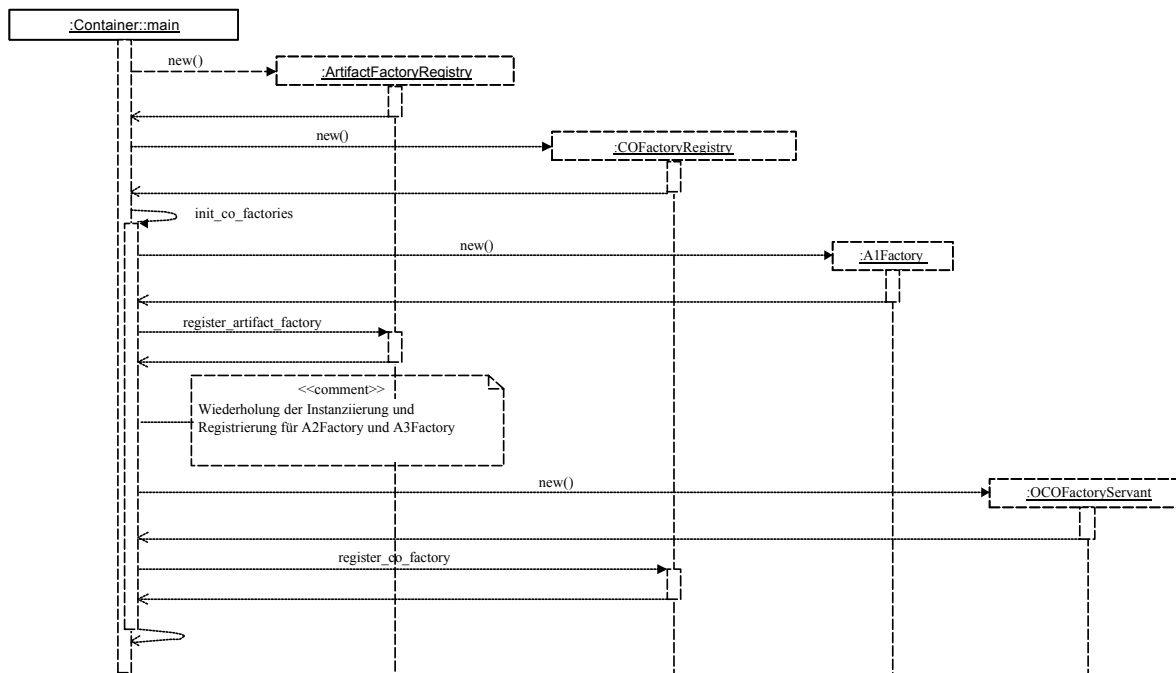 :Container::main
new()
:ArtifactFactoryRegistry
new()
:COFactoryRegistry
init_co_factories
new()
:A1Factory
register_artifact_factory
<<comment>>
Wiederholung der Instanziierung und
Registrierung für A2Factory und A3Factory
new()
:OCOFactoryServant
register_co_factory